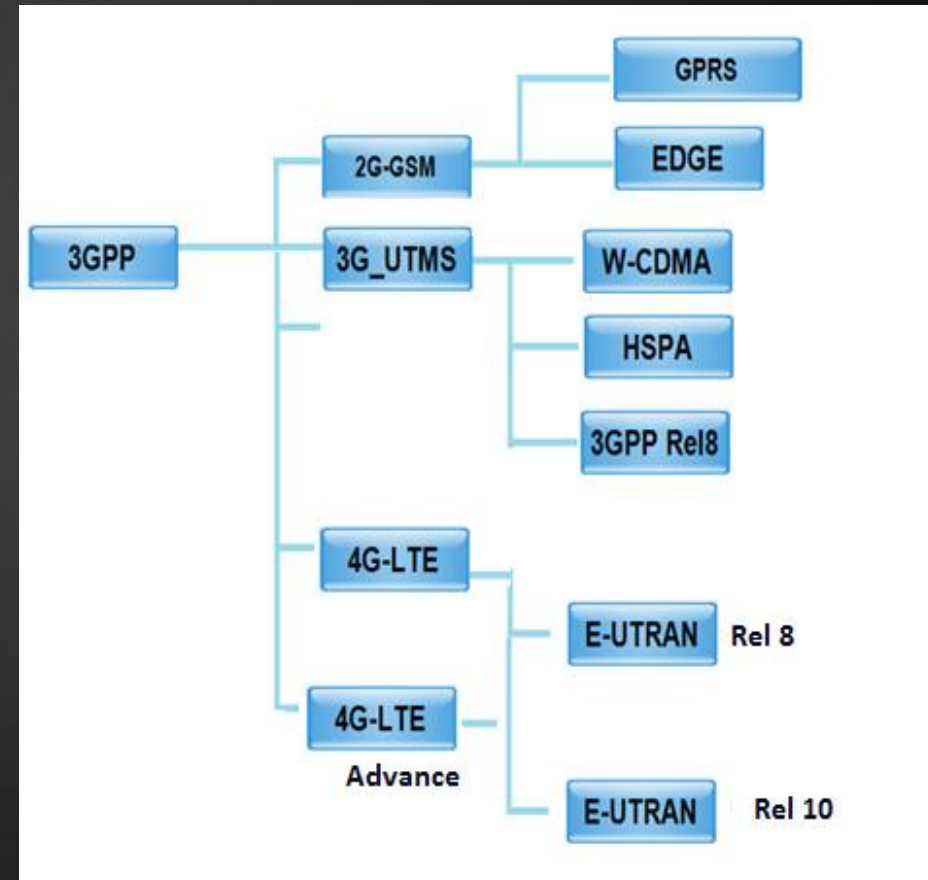 GPRS
2G-GSM
EDGE
3GPP
3G_UTMS
W-CDMA
HSPA
3GPP Rel8
4G-LTE
E-UTRAN Rel 8
4G-LTE
Advance
E-UTRAN Rel 10